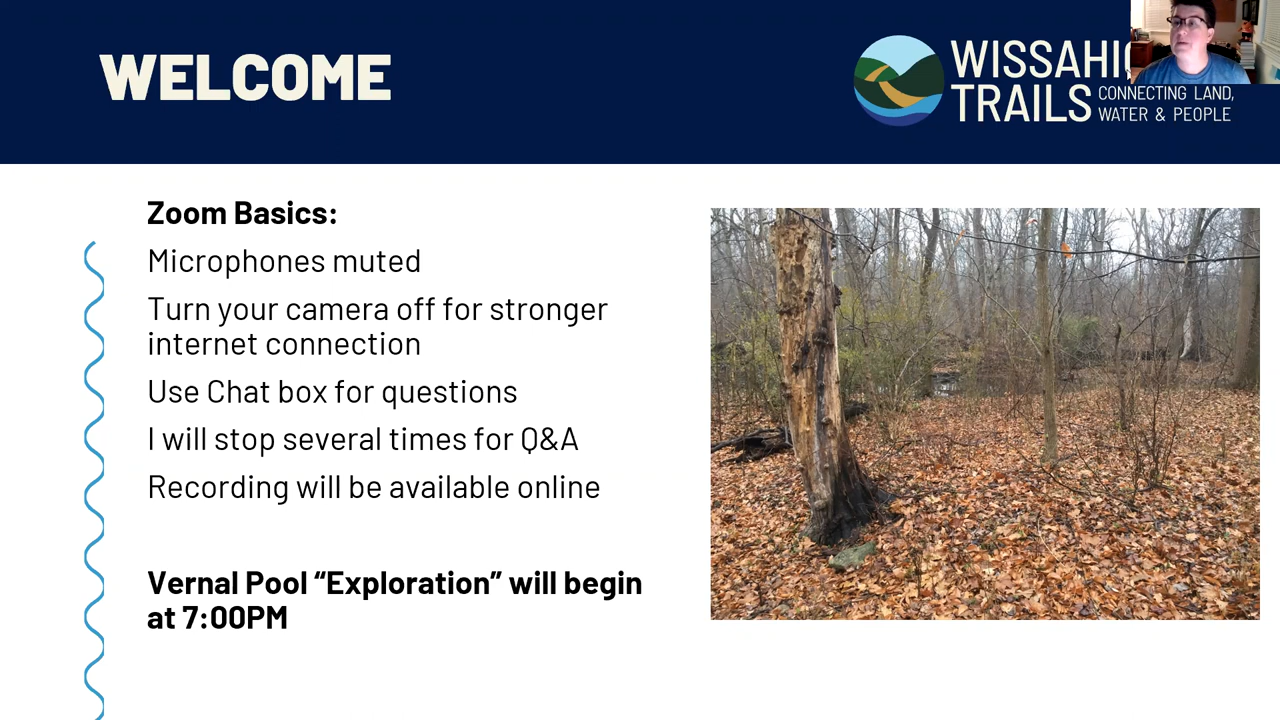 WELCOME
WISSAHI
TRAILS
CONNECTING LAND,
WATER & PEOPLE
Zoom Basics:
Microphones muted
Turn your camera off for stronger
internet connection
Use Chat box for questions
I will stop several times for Q&A
Recording will be available online
Vernal Pool “Exploration” will begin
at 7:00PM